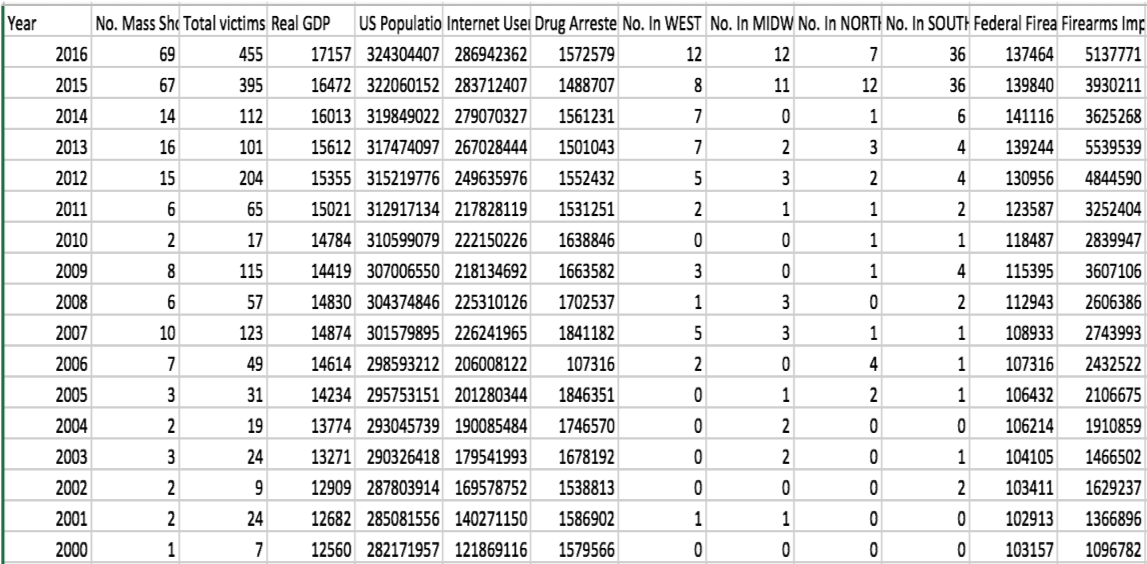 Year No. Mass Sho Total victims Real GDP US Populatio Internet User Drug Arreste No. In WEST No. In MIDW No. In NORTH No. In SOUTH Federal Firea Firearms Imp
2016 69 455 17157 324304407 286942362 1572579 12 12 7 36 137464 5137771
2015 67 395 16472 322060152 283712407 1488707 8 11 12 36 139840 3930211
2014 14 112 16013 319849022 279070327 1561231 7 0 1 6 141116 3625268
2013 16 101 15612 317474097 267028444 1501043 7 2 3 4 139244 5539539
2012 15 204 15355 315219776 249635976 1552432 5 3 2 4 130956 4844590
2011 6 65 15021 312917134 217828119 1531251 2 1 1 2 123587 3252404
2010 2 17 14784 310599079 222150226 1638846 0 0 1 1 118487 2839947
2009 8 115 14419 307006550 218134692 1663582 3 0 1 4 115395 3607106
2008 6 57 14830 304374846 225310126 1702537 1 3 0 2 112943 2606386
2007 10 123 14874 301579895 226241965 1841182 5 3 1 1 108933 2743993
2006 7 49 14614 298593212 206008122 107316 2 0 4 1 107316 2432522
2005 3 31 14234 295753151 201280344 1846351 0 1 2 1 106432 2106675
2004 2 19 13774 293045739 190085484 1746570 0 2 0 0 106214 1910859
2003 3 24 13271 290326418 179541993 1678192 0 2 0 1 104105 1466502
2002 2 9 12909 287803914 169578752 1538813 0 0 0 2 103411 1629237
2001 2 24 12682 285081556 140271150 1586902 1 1 0 0 102913 1366896
2000 1 7 12560 282171957 121869116 1579566 0 0 0 0 103157 1096782